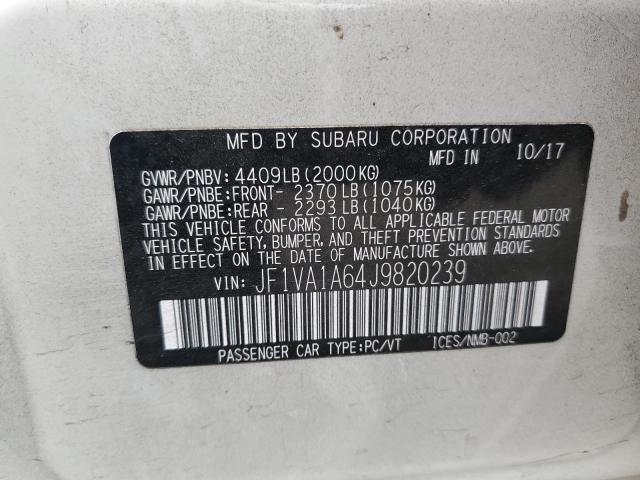 MFD BY SUBARU CORPORATION
MFD IN 10/17
GVWR/PNBV: 4409LB(2000KG)
GAWR/PNBE:FRONT- 2370LB(1075KG)
GAWR/PNBE:REAR - 2293LB(1040KG)
THIS VEHICLE CONFORMS TO ALL APPLICABLE FEDERAL MOTOR
VEHICLE SAFETY, BUMPER, AND THEFT PREVENTION STANDARDS
IN EFFECT ON THE DATE OF MANUFACTURE SHOWN ABOVE.
VIN: JF1VA1A64J9820239
PASSENGER CAR TYPE:PC/VT ICES/NMB-002